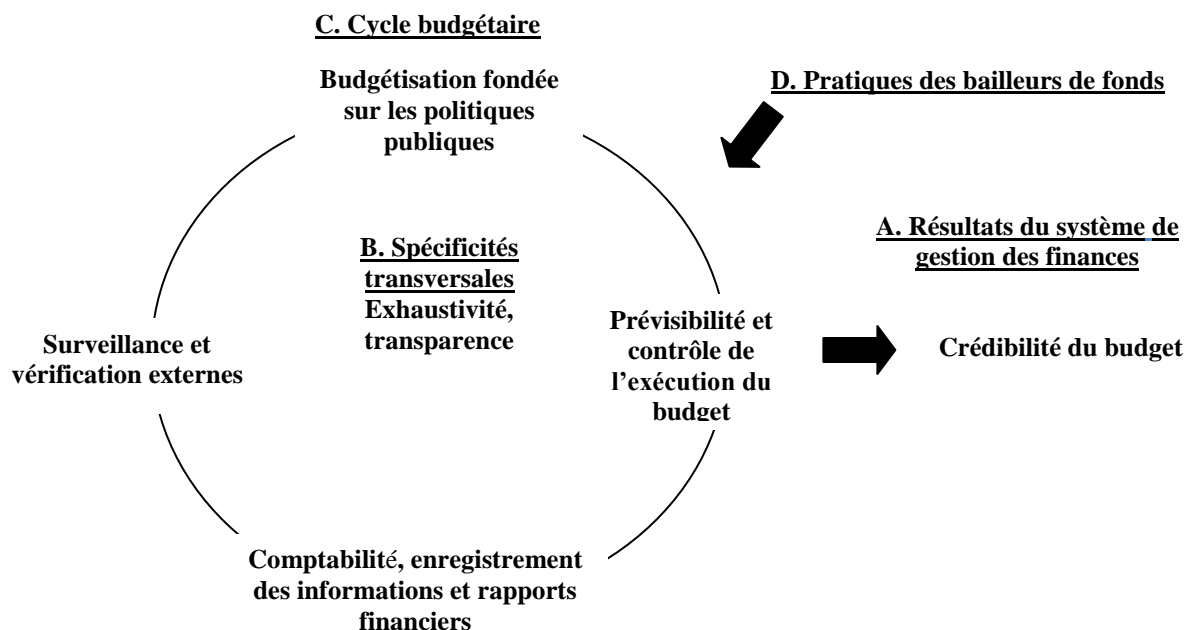 C. Cycle budgétaire
Budgétisation fondée
sur les politiques
publiques
D. Pratiques des bailleurs de fonds
A. Résultats du système de
gestion des finances
B. Spécificités
transversales
Exhaustivité,
transparence
Prévisibilité et
contrôle de
l’exécution du
budget
Crédibilité du budget
Surveillance et
vérification externes
Comptabilité, enregistrement
des informations et rapports
financiers